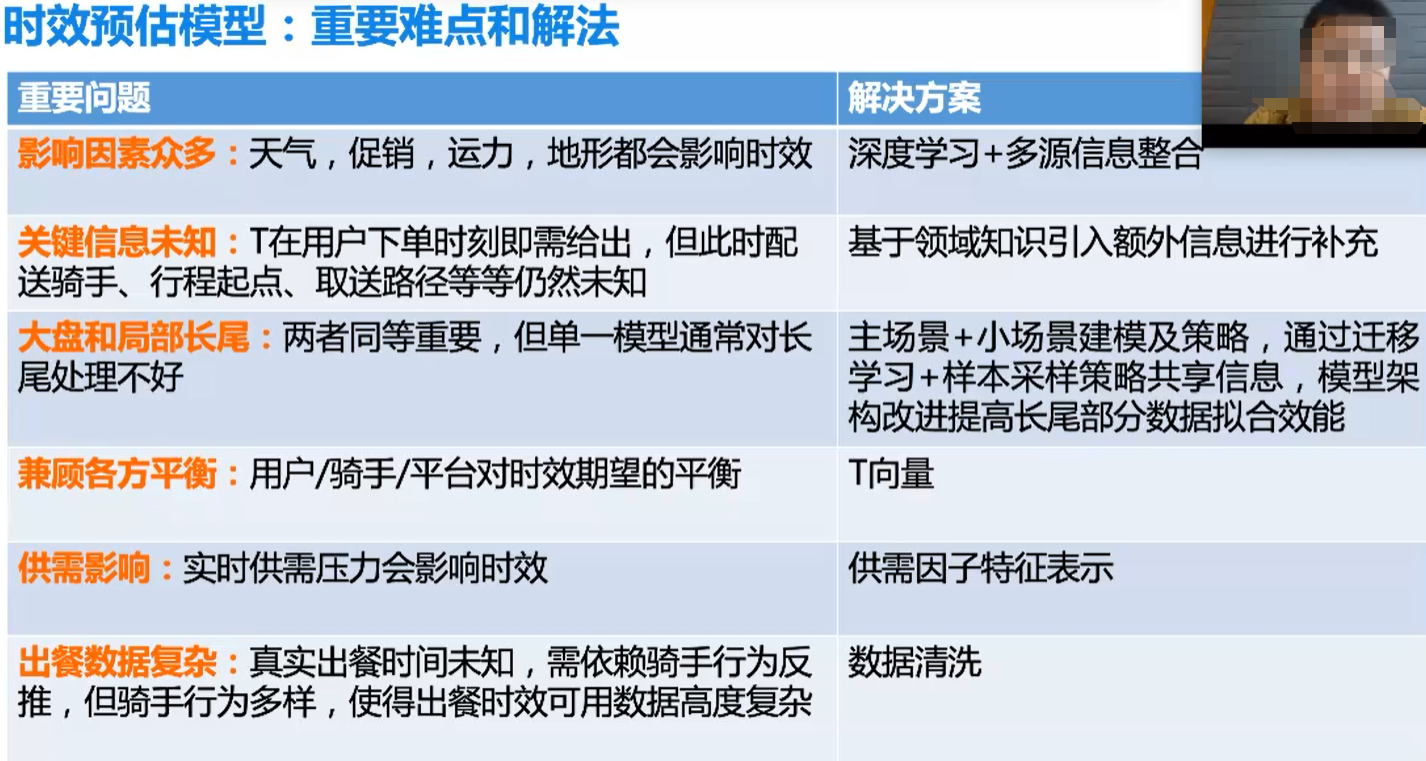 时效预估模型：重要难点和解法
重要问题
解决方案
影响因素众多：天气，促销，运力，地形都会影响时效
深度学习+多源信息整合
关键信息未知：T在用户下单时刻即需给出，但此时配
送骑手、行程起点、取送路径等等仍然未知
基于领域知识引入额外信息进行补充
大盘和局部长尾：两者同等重要，但单一模型通常对长
尾处理不好
主场景+小场景建模及策略，通过迁移
学习+样本采样策略共享信息，模型架
构改进提高长尾部分数据拟合效能
兼顾各方平衡：用户/骑手/平台对时效期望的平衡
T向量
供需影响：实时供需压力会影响时效
供需因子特征表示
出餐数据复杂：真实出餐时间未知，需依赖骑手行为反
推，但骑手行为多样，使得出餐时效可用数据高度复杂
数据清洗